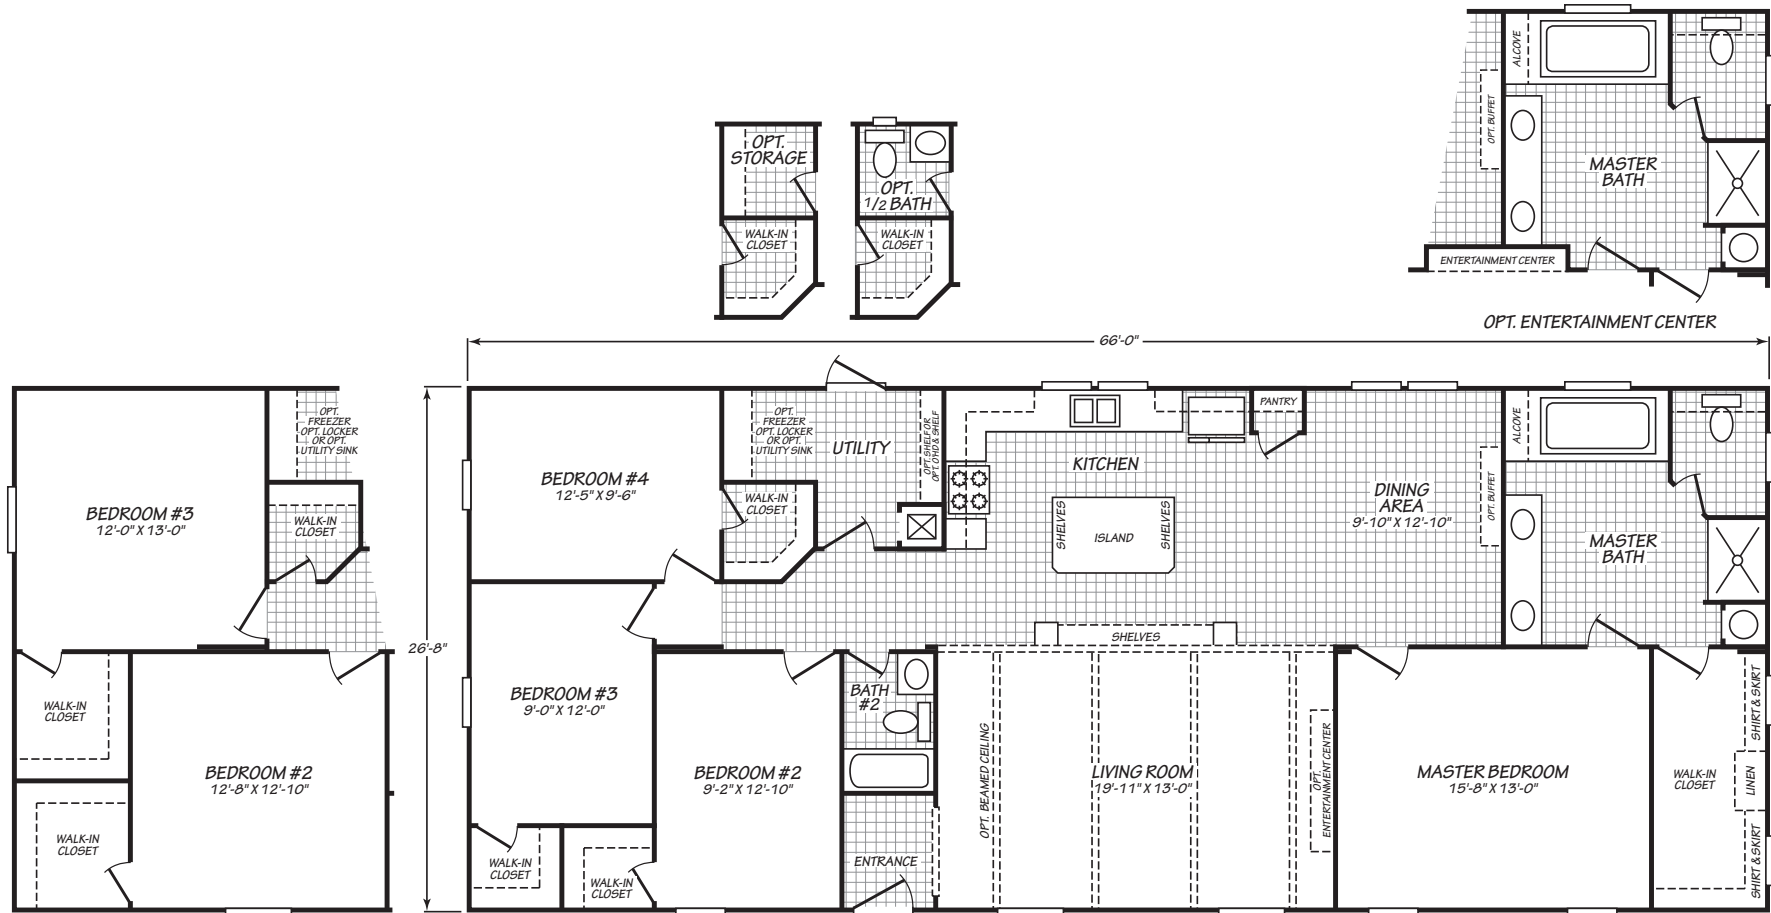 ALCOVE
OPT. BUFFET
MASTER
BATH
ENTERTAINMENT CENTER
OPT. ENTERTAINMENT CENTER
OPT.
STORAGE
WALK-IN
CLOSET
OPT.
1/2 BATH
WALK-IN
CLOSET
66'-0"
26'-8"
BEDROOM #3
12'-0" X 13'-0"
OPT.
FREEZER
OPT. LOCKER
OR OPT.
UTILITY SINK
WALK-IN
CLOSET
WALK-IN
CLOSET
BEDROOM #2
12'-8" X 12'-10"
WALK-IN
CLOSET
BEDROOM #4
12'-5" X 9'-6"
OPT.
FREEZER
OPT. LOCKER
OR OPT.
UTILITY SINK
UTILITY
OPT. SHELF OR
OPT. O'HD & SHELF
WALK-IN
CLOSET
KITCHEN
PANTRY
SHELVES
ISLAND
SHELVES
DINING
AREA
9'-10" X 12'-10"
OPT. BUFFET
ALCOVE
MASTER
BATH
SHELVES
BEDROOM #3
9'-0" X 12'-0"
WALK-IN
CLOSET
BEDROOM #2
9'-2" X 12'-10"
WALK-IN
CLOSET
BATH
#2
ENTRANCE
OPT. BEAMED CEILING
LIVING ROOM
19'-11" X 13'-0"
OPT.
ENTERTAINMENT CENTER
MASTER BEDROOM
15'-8" X 13'-0"
WALK-IN
CLOSET
SHIRT & SKIRT
LINEN
SHIRT & SKIRT